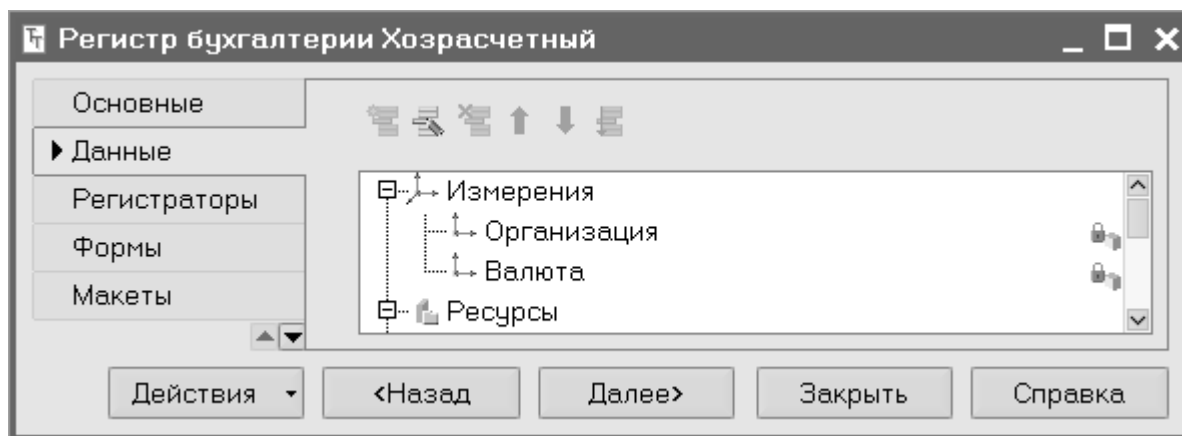 Регистр бухгалтерии Хозрасчетный
Основные
Данные
Регистраторы
Формы
Макеты
Измерения
Организация
Валюта
Ресурсы
Действия
<Назад
Далее>
Закрыть
Справка